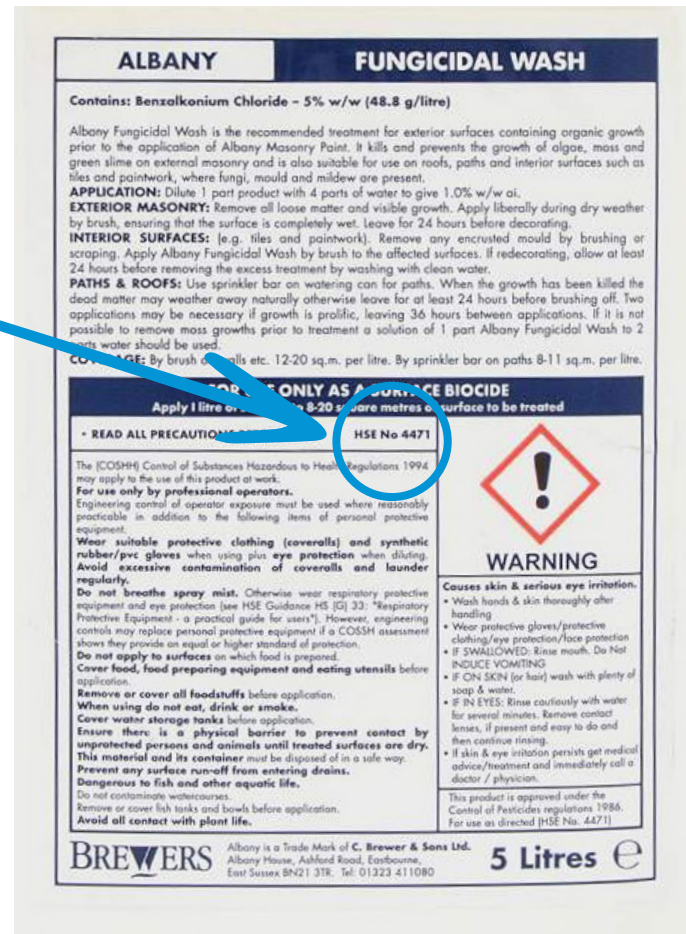 ALBANY
FUNGICIDAL WASH
Contains: Benzalkonium Chloride – 5% w/w (48.8 g/litre)
Albany Fungicidal Wash is the recommended treatment for exterior surfaces containing organic growth
prior to the application of Albany Masonry Paint. It kills and prevents the growth of algae, moss and
green slime on external masonry and is also suitable for use on roofs, paths and interior surfaces such as
tiles and paintwork, where fungi, mould and mildew are present.
APPLICATION: Dilute 1 part product with 4 parts of water to give 1.0% w/w ai.
EXTERIOR MASONRY: Remove all loose matter and visible growth. Apply liberally during dry weather
by brush, ensuring that the surface is completely wet. Leave for 24 hours before decorating.
INTERIOR SURFACES: (e.g. tiles and paintwork). Remove any encrusted mould by brushing or
scraping. Apply Albany Fungicidal Wash by brush to the affected surfaces. If redecorating, allow at least
24 hours before removing the excess treatment by washing with clean water.
PATHS & ROOFS: Use sprinkler bar on watering can for paths. When the growth has been killed the
dead matter may weather away naturally otherwise leave for at least 24 hours before brushing off. Two
applications may be necessary if growth is prolific, leaving 36 hours between applications. If it is not
possible to remove moss growths prior to treatment a solution of 1 part Albany Fungicidal Wash to 2
parts water should be used.
COVERAGE: By brush on walls etc. 12-20 sq.m. per litre. By sprinkler bar on paths 8-11 sq.m. per litre.
FOR USE ONLY AS A SURFACE BIOCIDE
Apply 1 litre of 8-20 square metres of surface to be treated
• READ ALL PRECAUTIONS
HSE No 4471
The (COSHH) Control of Substances Hazardous to Health Regulations 1994
may apply to the use of this product at work.
For use only by professional operators.
Engineering control of operator exposure must be used where reasonably
practicable in addition to the following items of personal protective
equipment.
Wear suitable protective clothing (coveralls) and synthetic
rubber/pvc gloves when using plus eye protection when diluting.
Avoid excessive contamination of coveralls and launder
regularly.
Do not breathe spray mist. Otherwise wear respiratory protective
equipment and eye protection (see HSE Guidance HS (G) 33: "Respiratory
Protective Equipment - a practical guide for users"). However, engineering
controls may replace personal protective equipment if a COSSH assessment
shows they provide an equal or higher standard of protection.
Do not apply to surfaces on which food is prepared.
Cover food, food preparing equipment and eating utensils before
application.
Remove or cover all foodstuffs before application.
When using do not eat, drink or smoke.
Cover water storage tanks before application.
Ensure there is a physical barrier to prevent contact by
unprotected persons and animals until treated surfaces are dry.
This material and its container must be disposed of in a safe way.
Prevent any surface run-off from entering drains.
Dangerous to fish and other aquatic life.
Do not contaminate watercourses.
Remove or cover fish tanks and bowls before application.
Avoid all contact with plant life.
WARNING
Causes skin & serious eye irritation.
• Wash hands & skin thoroughly after
handling
• Wear protective gloves/protective
clothing/eye protection/face protection
• IF SWALLOWED: Rinse mouth. Do Not
INDUCE VOMITING
• IF ON SKIN (or hair) wash with plenty of
soap & water.
• IF IN EYES: Rinse cautiously with water
for several minutes. Remove contact
lenses, if present and easy to do and
then continue rinsing.
• If skin & eye irritation persists get medical
advice/treatment and immediately call a
doctor / physician.
This product is approved under the
Control of Pesticides regulations 1986.
For use as directed (HSE No. 4471)
BREWERS
Albany is a Trade Mark of C. Brewer & Sons Ltd.
Albany House, Ashford Road, Eastbourne,
East Sussex BN21 3TR. Tel: 01323 411080
5 Litres ℮